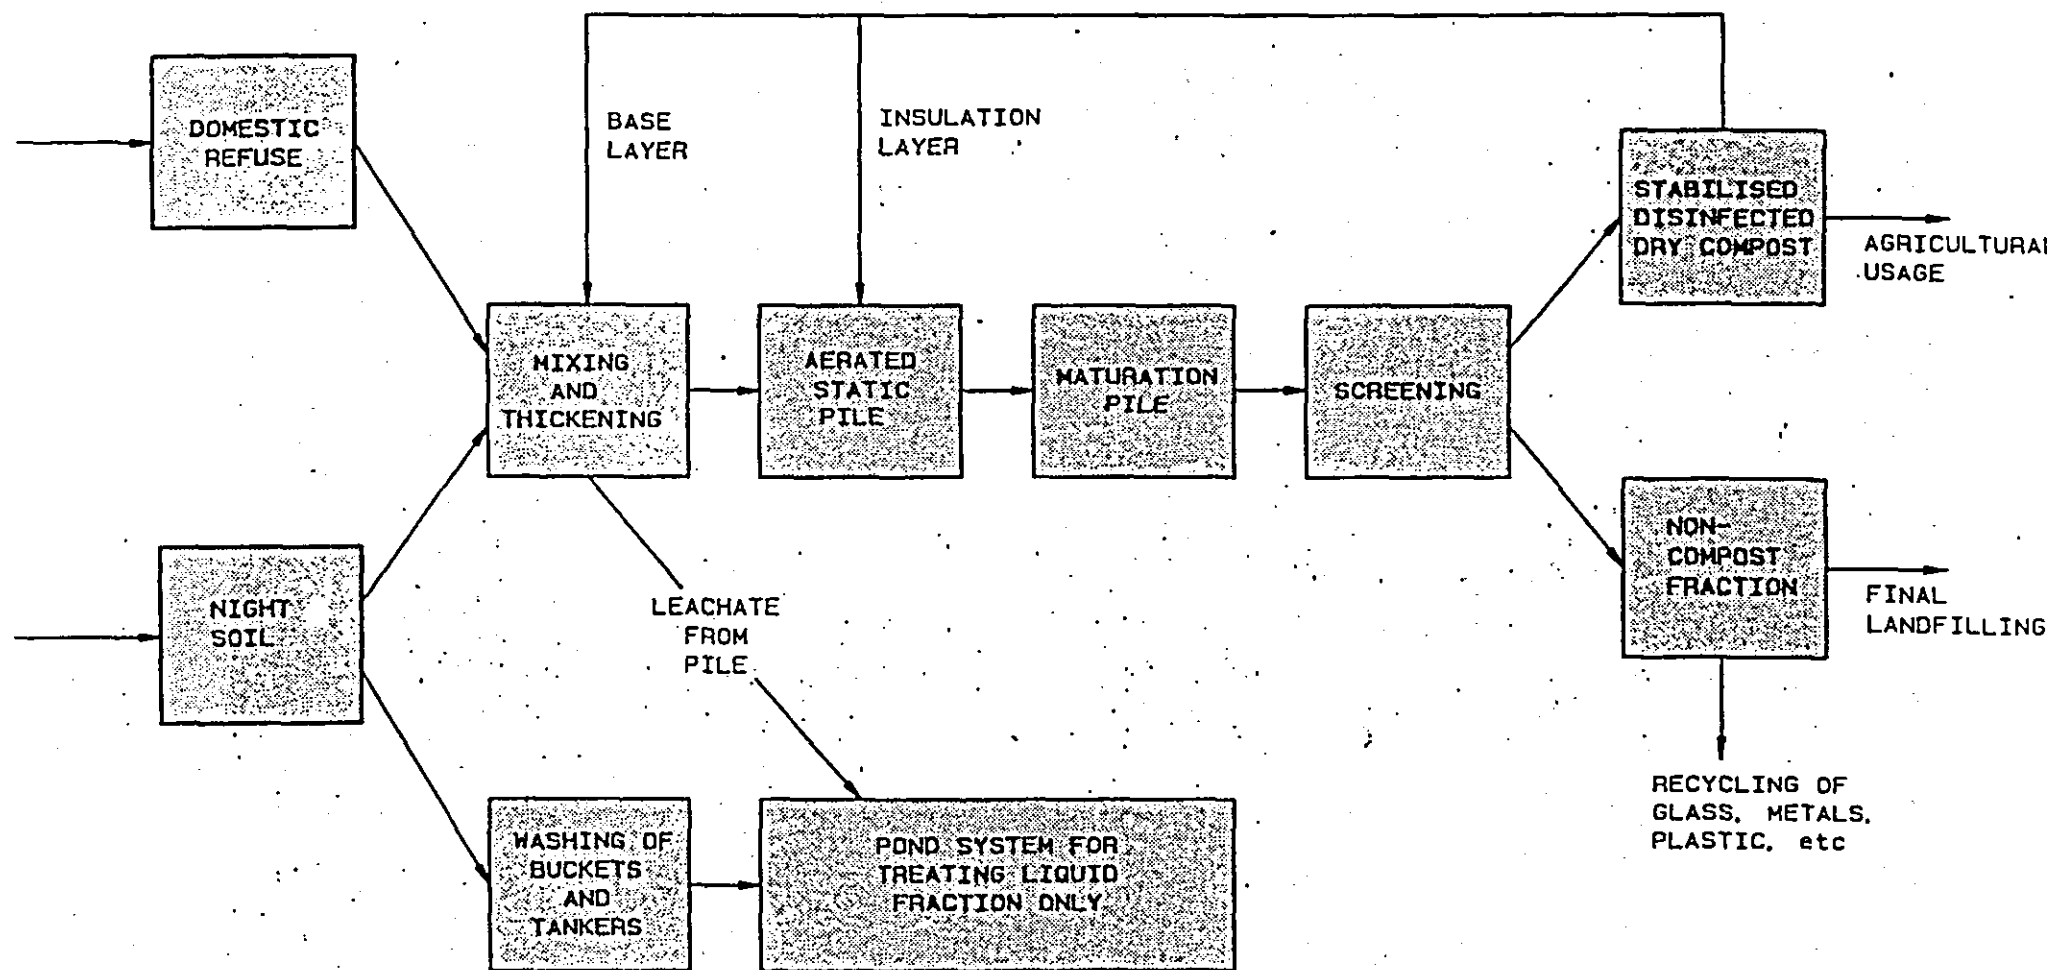 DOMESTIC
REFUSE
BASE
LAYER
INSULATION
LAYER
STABILISED
DISINFECTED
DRY COMPOST
AGRICULTURAL
USAGE
MIXING
AND
THICKENING
AERATED
STATIC
PILE
MATURATION
PILE
SCREENING
NON-
COMPOST
FRACTION
FINAL
LANDFILLING
NIGHT
SOIL
LEACHATE
FROM
PILE
RECYCLING OF
GLASS, METALS,
PLASTIC, etc
WASHING OF
BUCKETS
AND
TANKERS
POND SYSTEM FOR
TREATING LIQUID
FRACTION ONLY